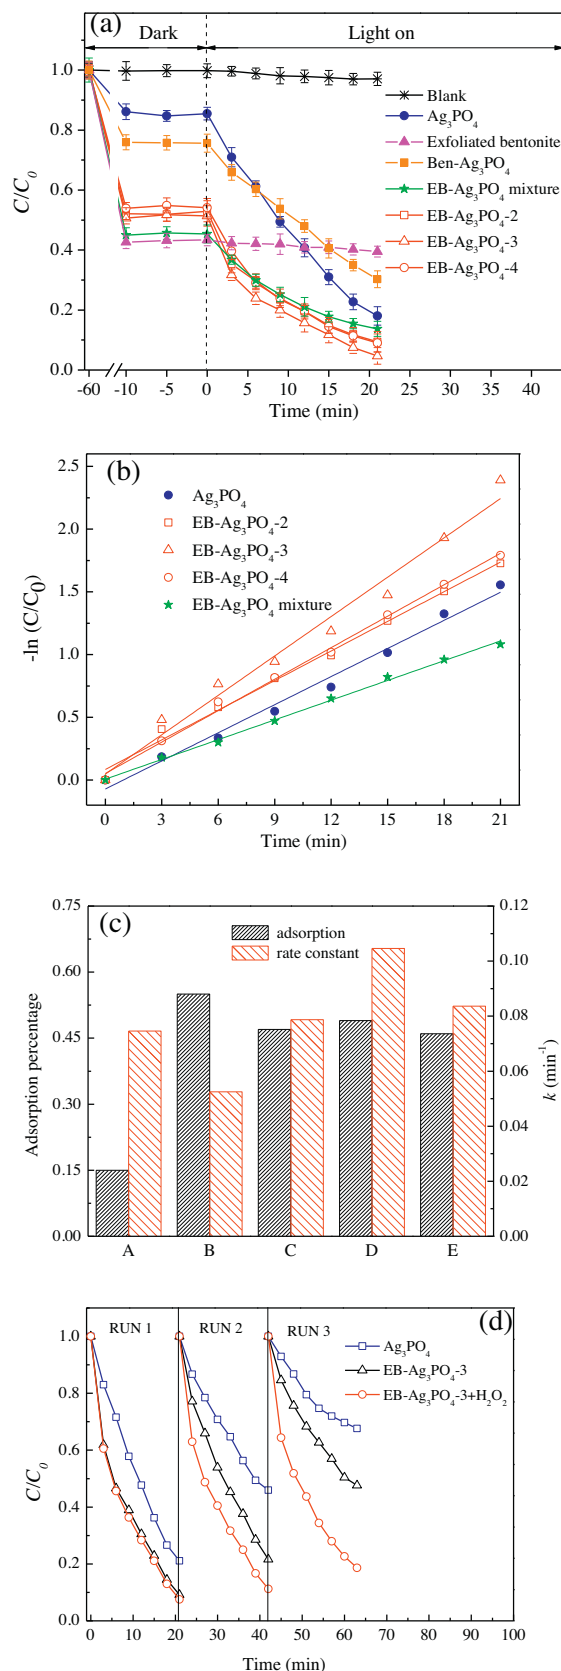 (a)
Dark
Light on
1.0
0.8
0.6
0.4
0.2
0.0
C/C₀
Blank
Ag₃PO₄
Exfoliated bentonite
Ben-Ag₃PO₄
EB-Ag₃PO₄ mixture
EB-Ag₃PO₄-2
EB-Ag₃PO₄-3
EB-Ag₃PO₄-4
-60 -10 -5 0 5 10 15 20 25 30 35 40
Time (min)
(b)
2.5
2.0
1.5
1.0
0.5
0.0
-ln (C/C0)
Ag₃PO₄
EB-Ag₃PO₄-2
EB-Ag₃PO₄-3
EB-Ag₃PO₄-4
EB-Ag₃PO₄ mixture
0 3 6 9 12 15 18 21
Time (min)
(c)
0.75
0.60
0.45
0.30
0.15
0.00
Adsorption percentage
adsorption
rate constant
0.12
0.10
0.08
0.06
0.04
0.02
0.00
k (min⁻¹)
A B C D E
(d)
RUN 1 RUN 2 RUN 3
1.0
0.8
0.6
0.4
0.2
0.0
C/C₀
Ag₃PO₄
EB-Ag₃PO₄-3
EB-Ag₃PO₄-3+H₂O₂
0 10 20 30 40 50 60 70 80 90 100
Time (min)